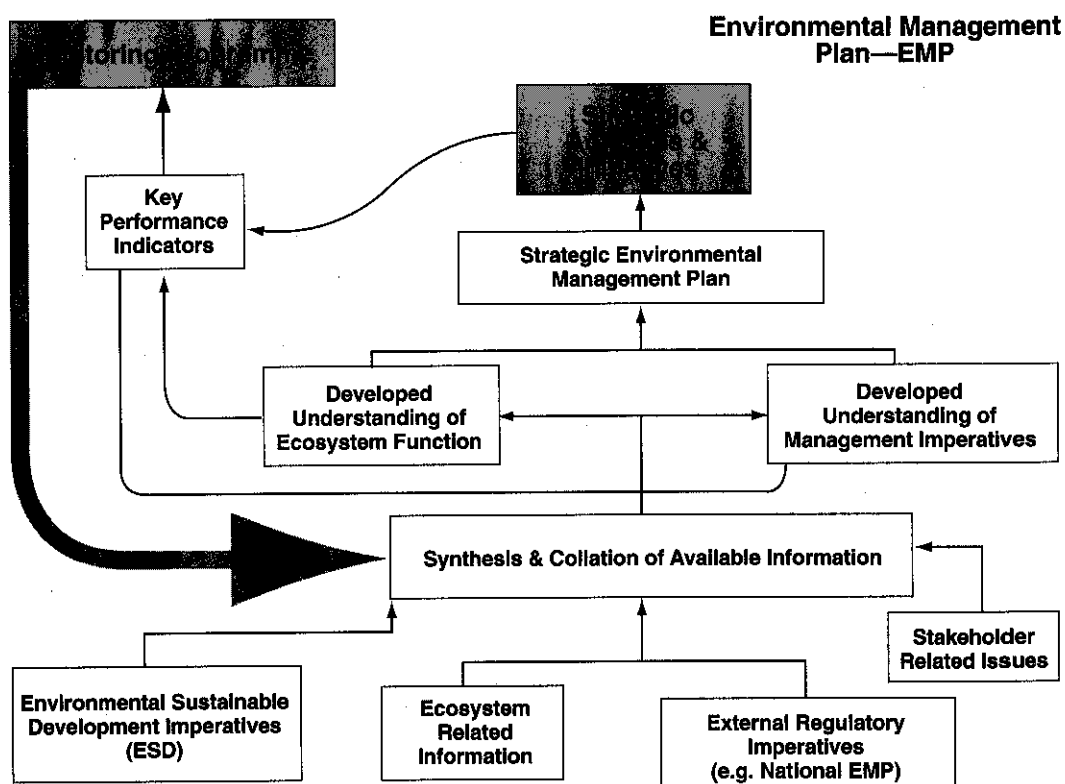 Environmental Management
Plan—EMP
Key
Performance
Indicators
Strategic Environmental
Management Plan
Developed
Understanding of
Ecosystem Function
Developed
Understanding of
Management Imperatives
Synthesis & Collation of Available Information
Stakeholder
Related Issues
Environmental Sustainable
Development Imperatives
(ESD)
Ecosystem
Related
Information
External Regulatory
Imperatives
(e.g. National EMP)